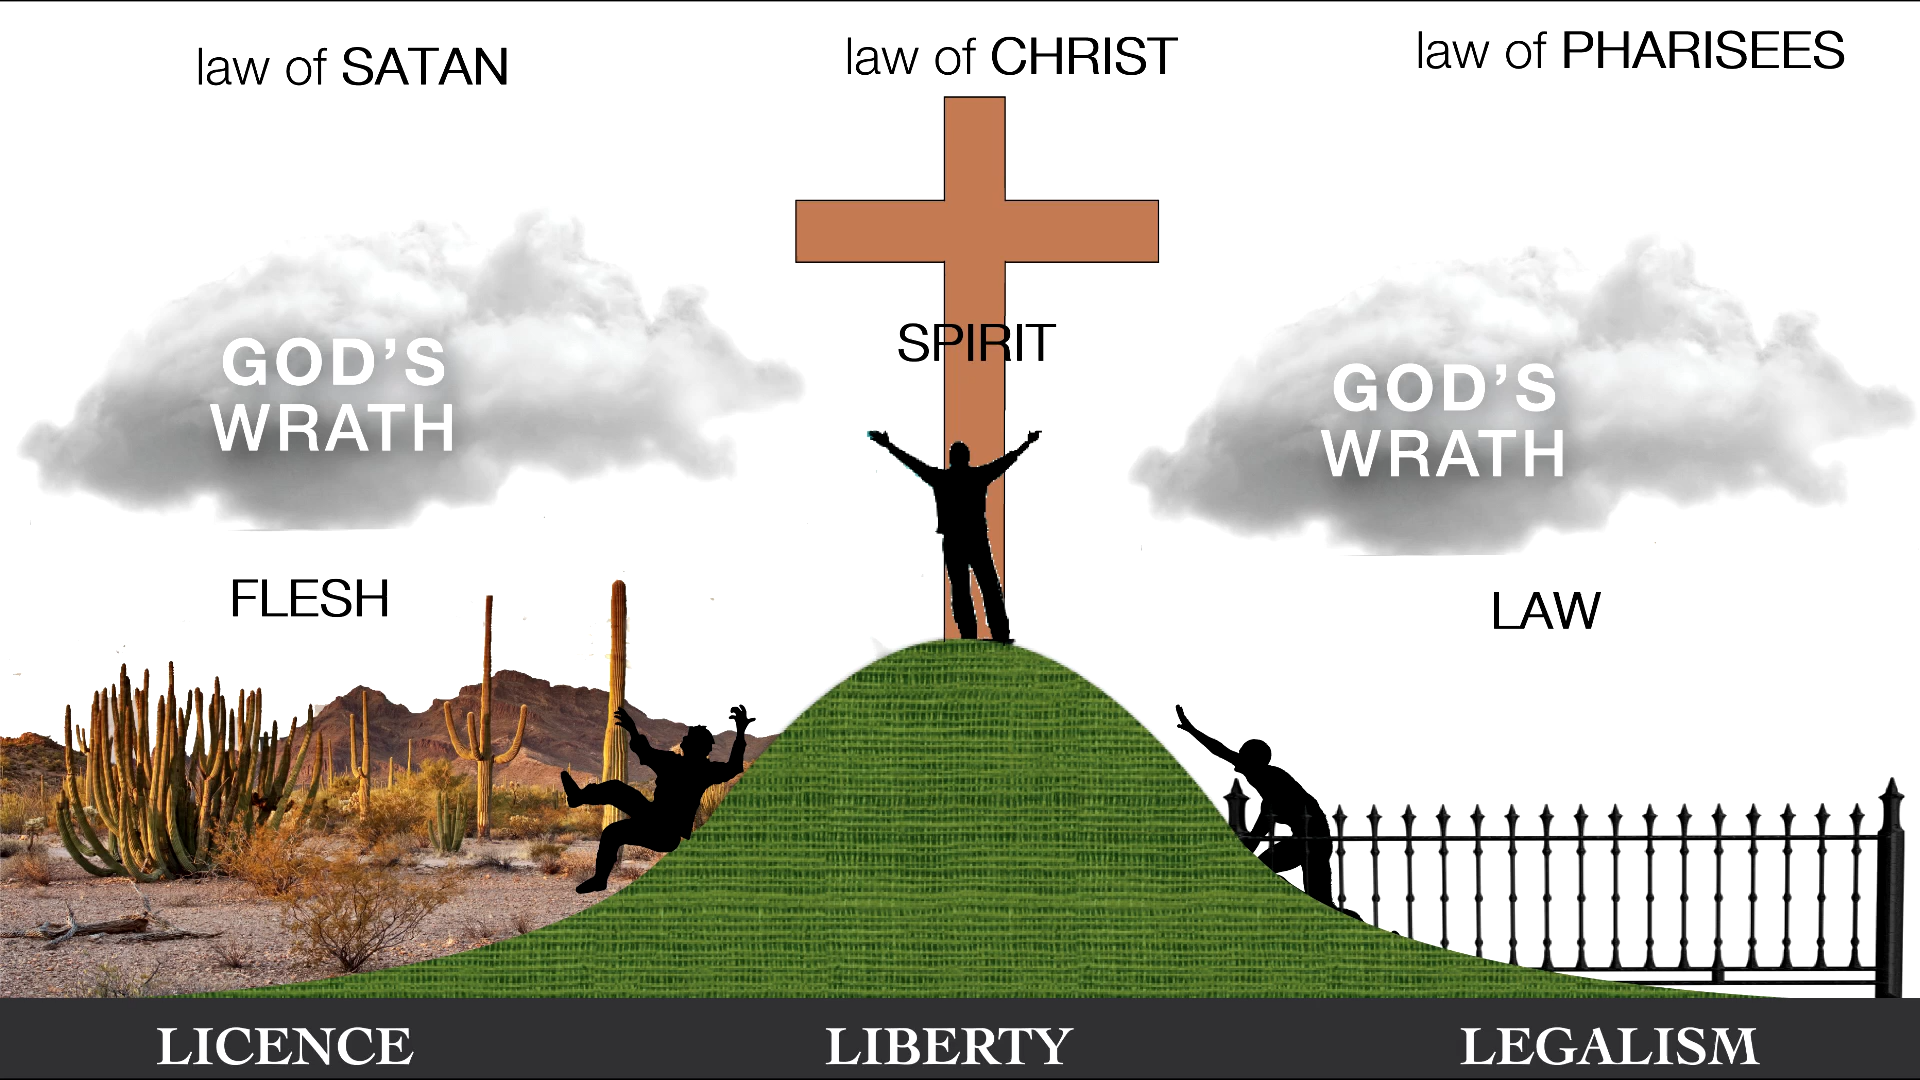 law of SATAN
law of CHRIST
law of PHARISEES
SPIRIT
GOD'S
WRATH
GOD'S
WRATH
FLESH
LAW
LICENCE
LIBERTY
LEGALISM